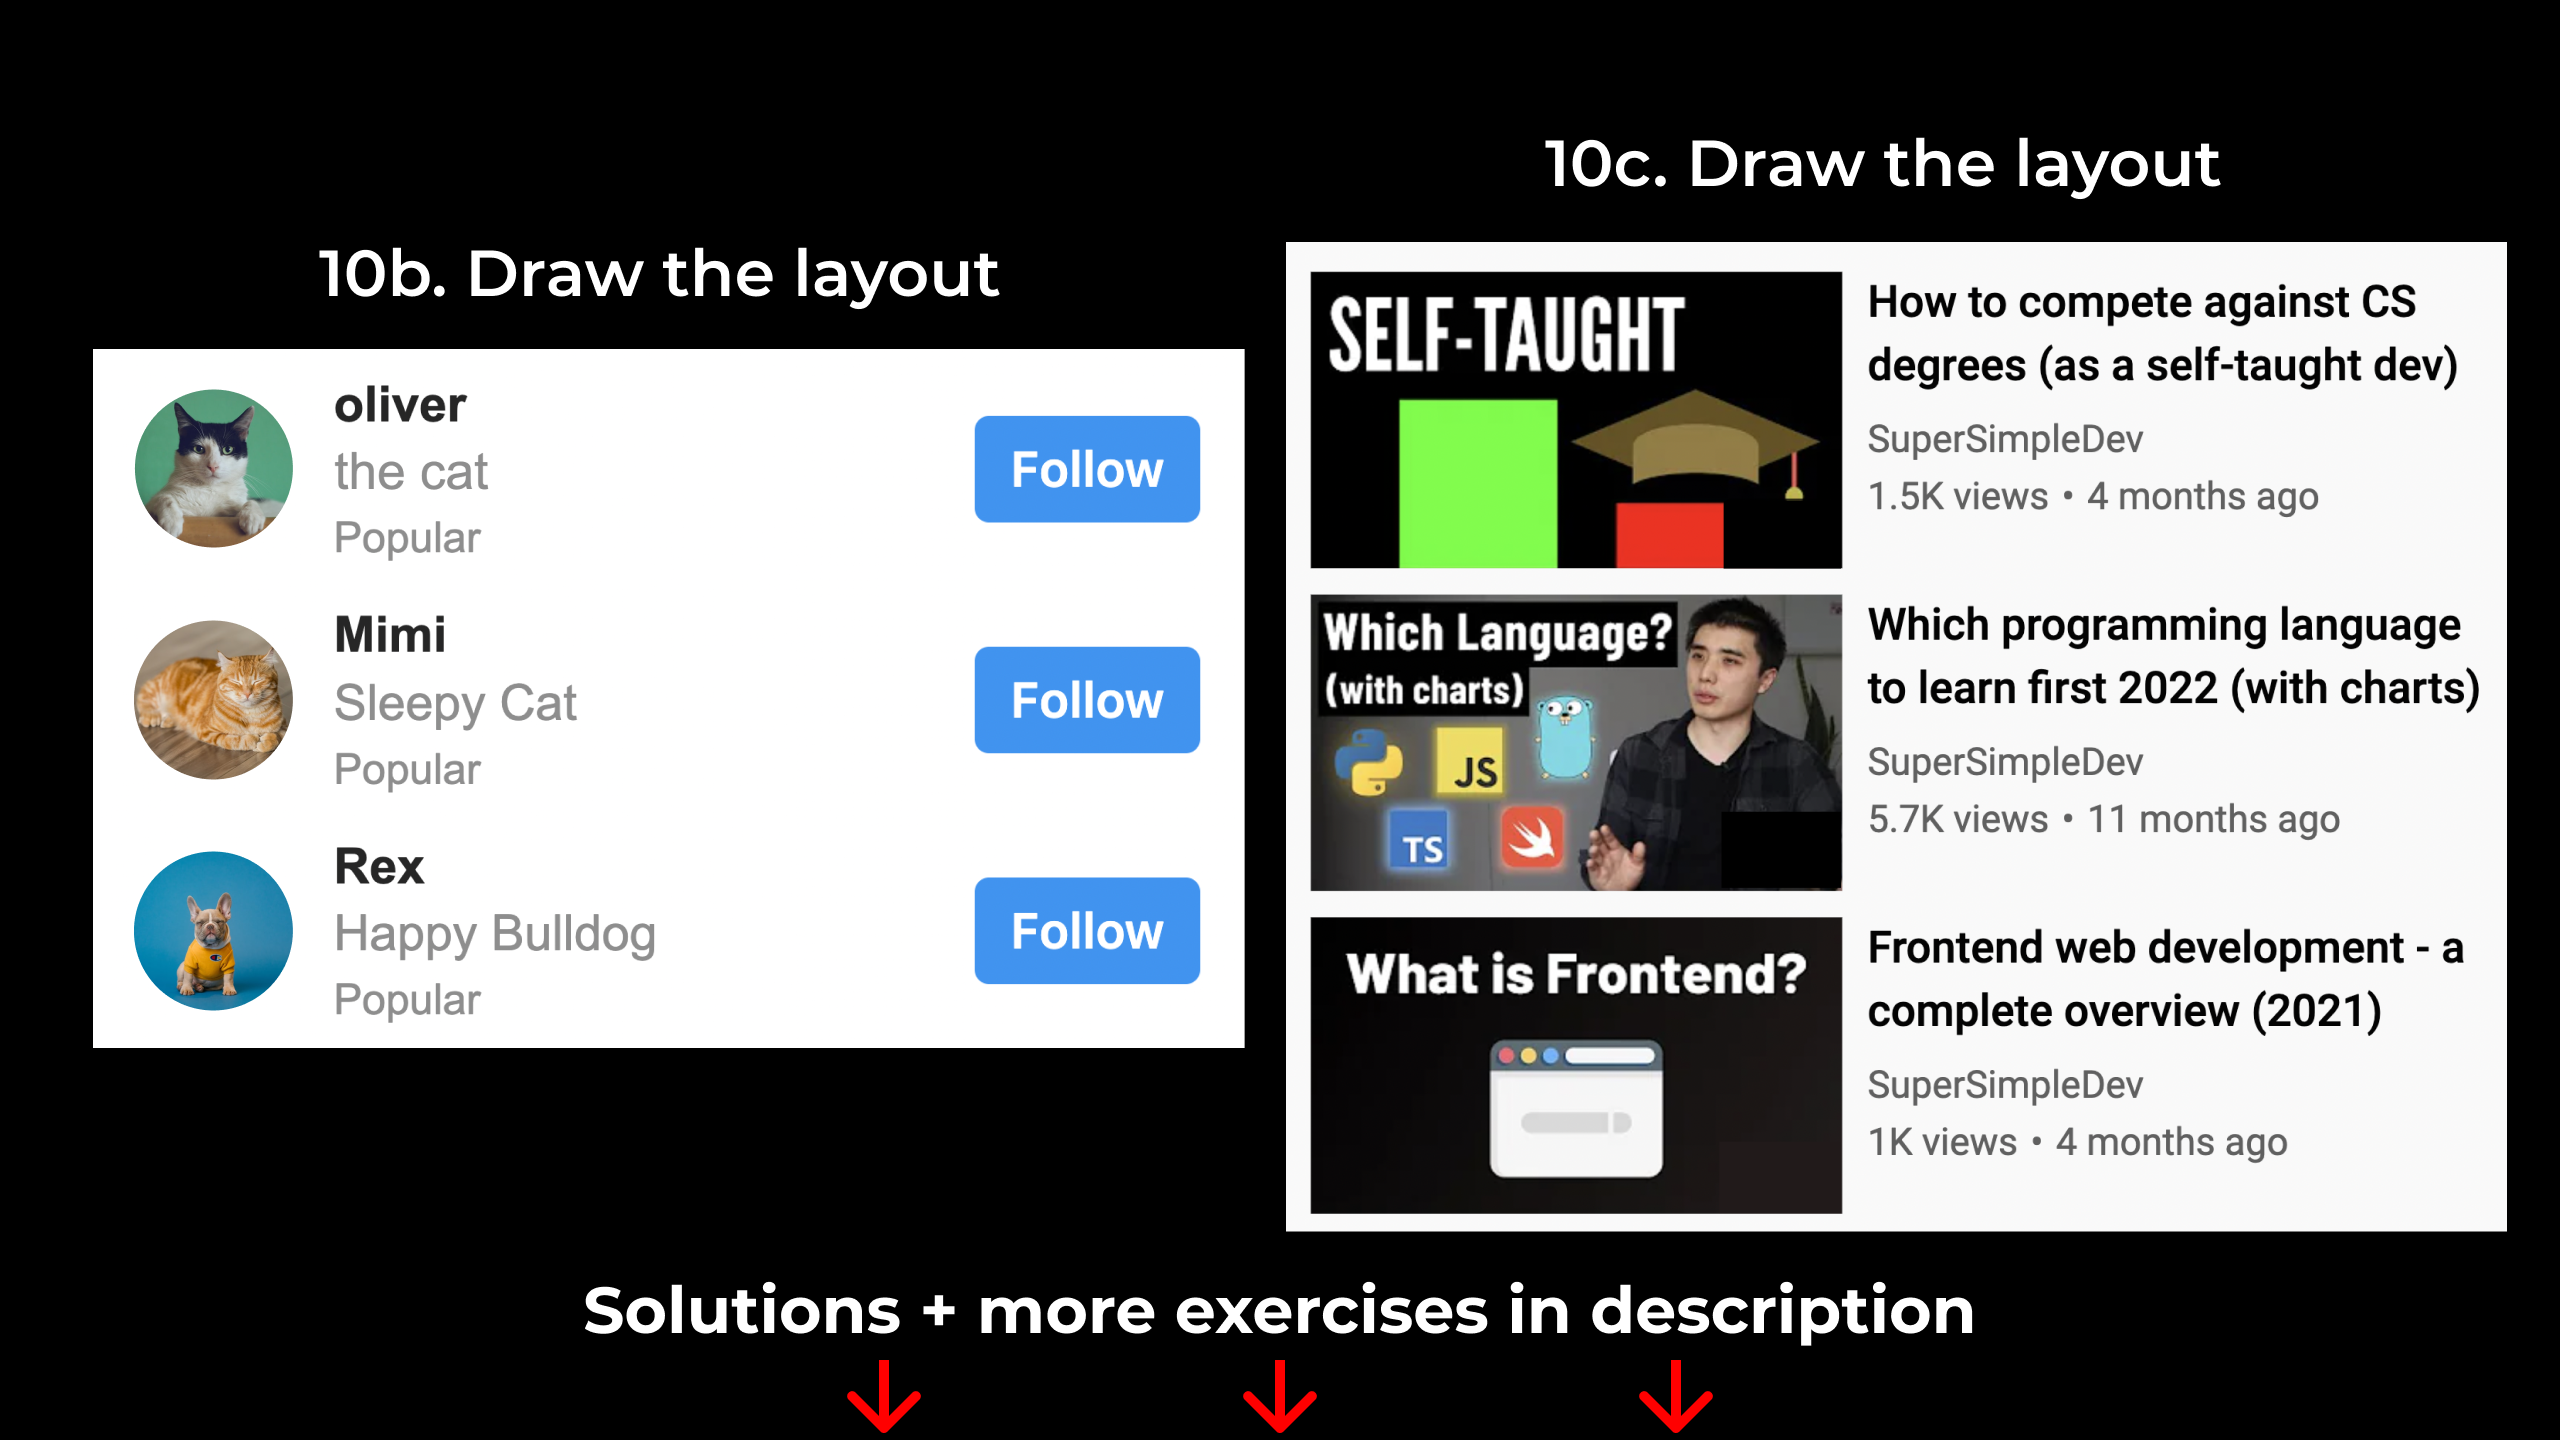 10b. Draw the layout
oliver
the cat
Popular
Follow
Mimi
Sleepy Cat
Popular
Follow
Rex
Happy Bulldog
Popular
Follow
10c. Draw the layout
SELF-TAUGHT
How to compete against CS
degrees (as a self-taught dev)
SuperSimpleDev
1.5K views • 4 months ago
Which Language?
(with charts)
JS
TS
Which programming language
to learn first 2022 (with charts)
SuperSimpleDev
5.7K views • 11 months ago
What is Frontend?
Frontend web development - a
complete overview (2021)
SuperSimpleDev
1K views • 4 months ago
Solutions + more exercises in description